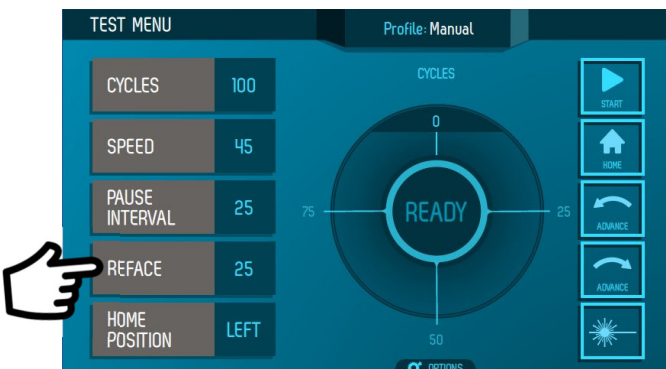 TEST MENU
Profile: Manual
CYCLES 100
SPEED 45
PAUSE INTERVAL 25
REFACE 25
HOME POSITION LEFT
CYCLES
0
75
READY
25
50
OPTIONS
START
HOME
ADVANCE
ADVANCE